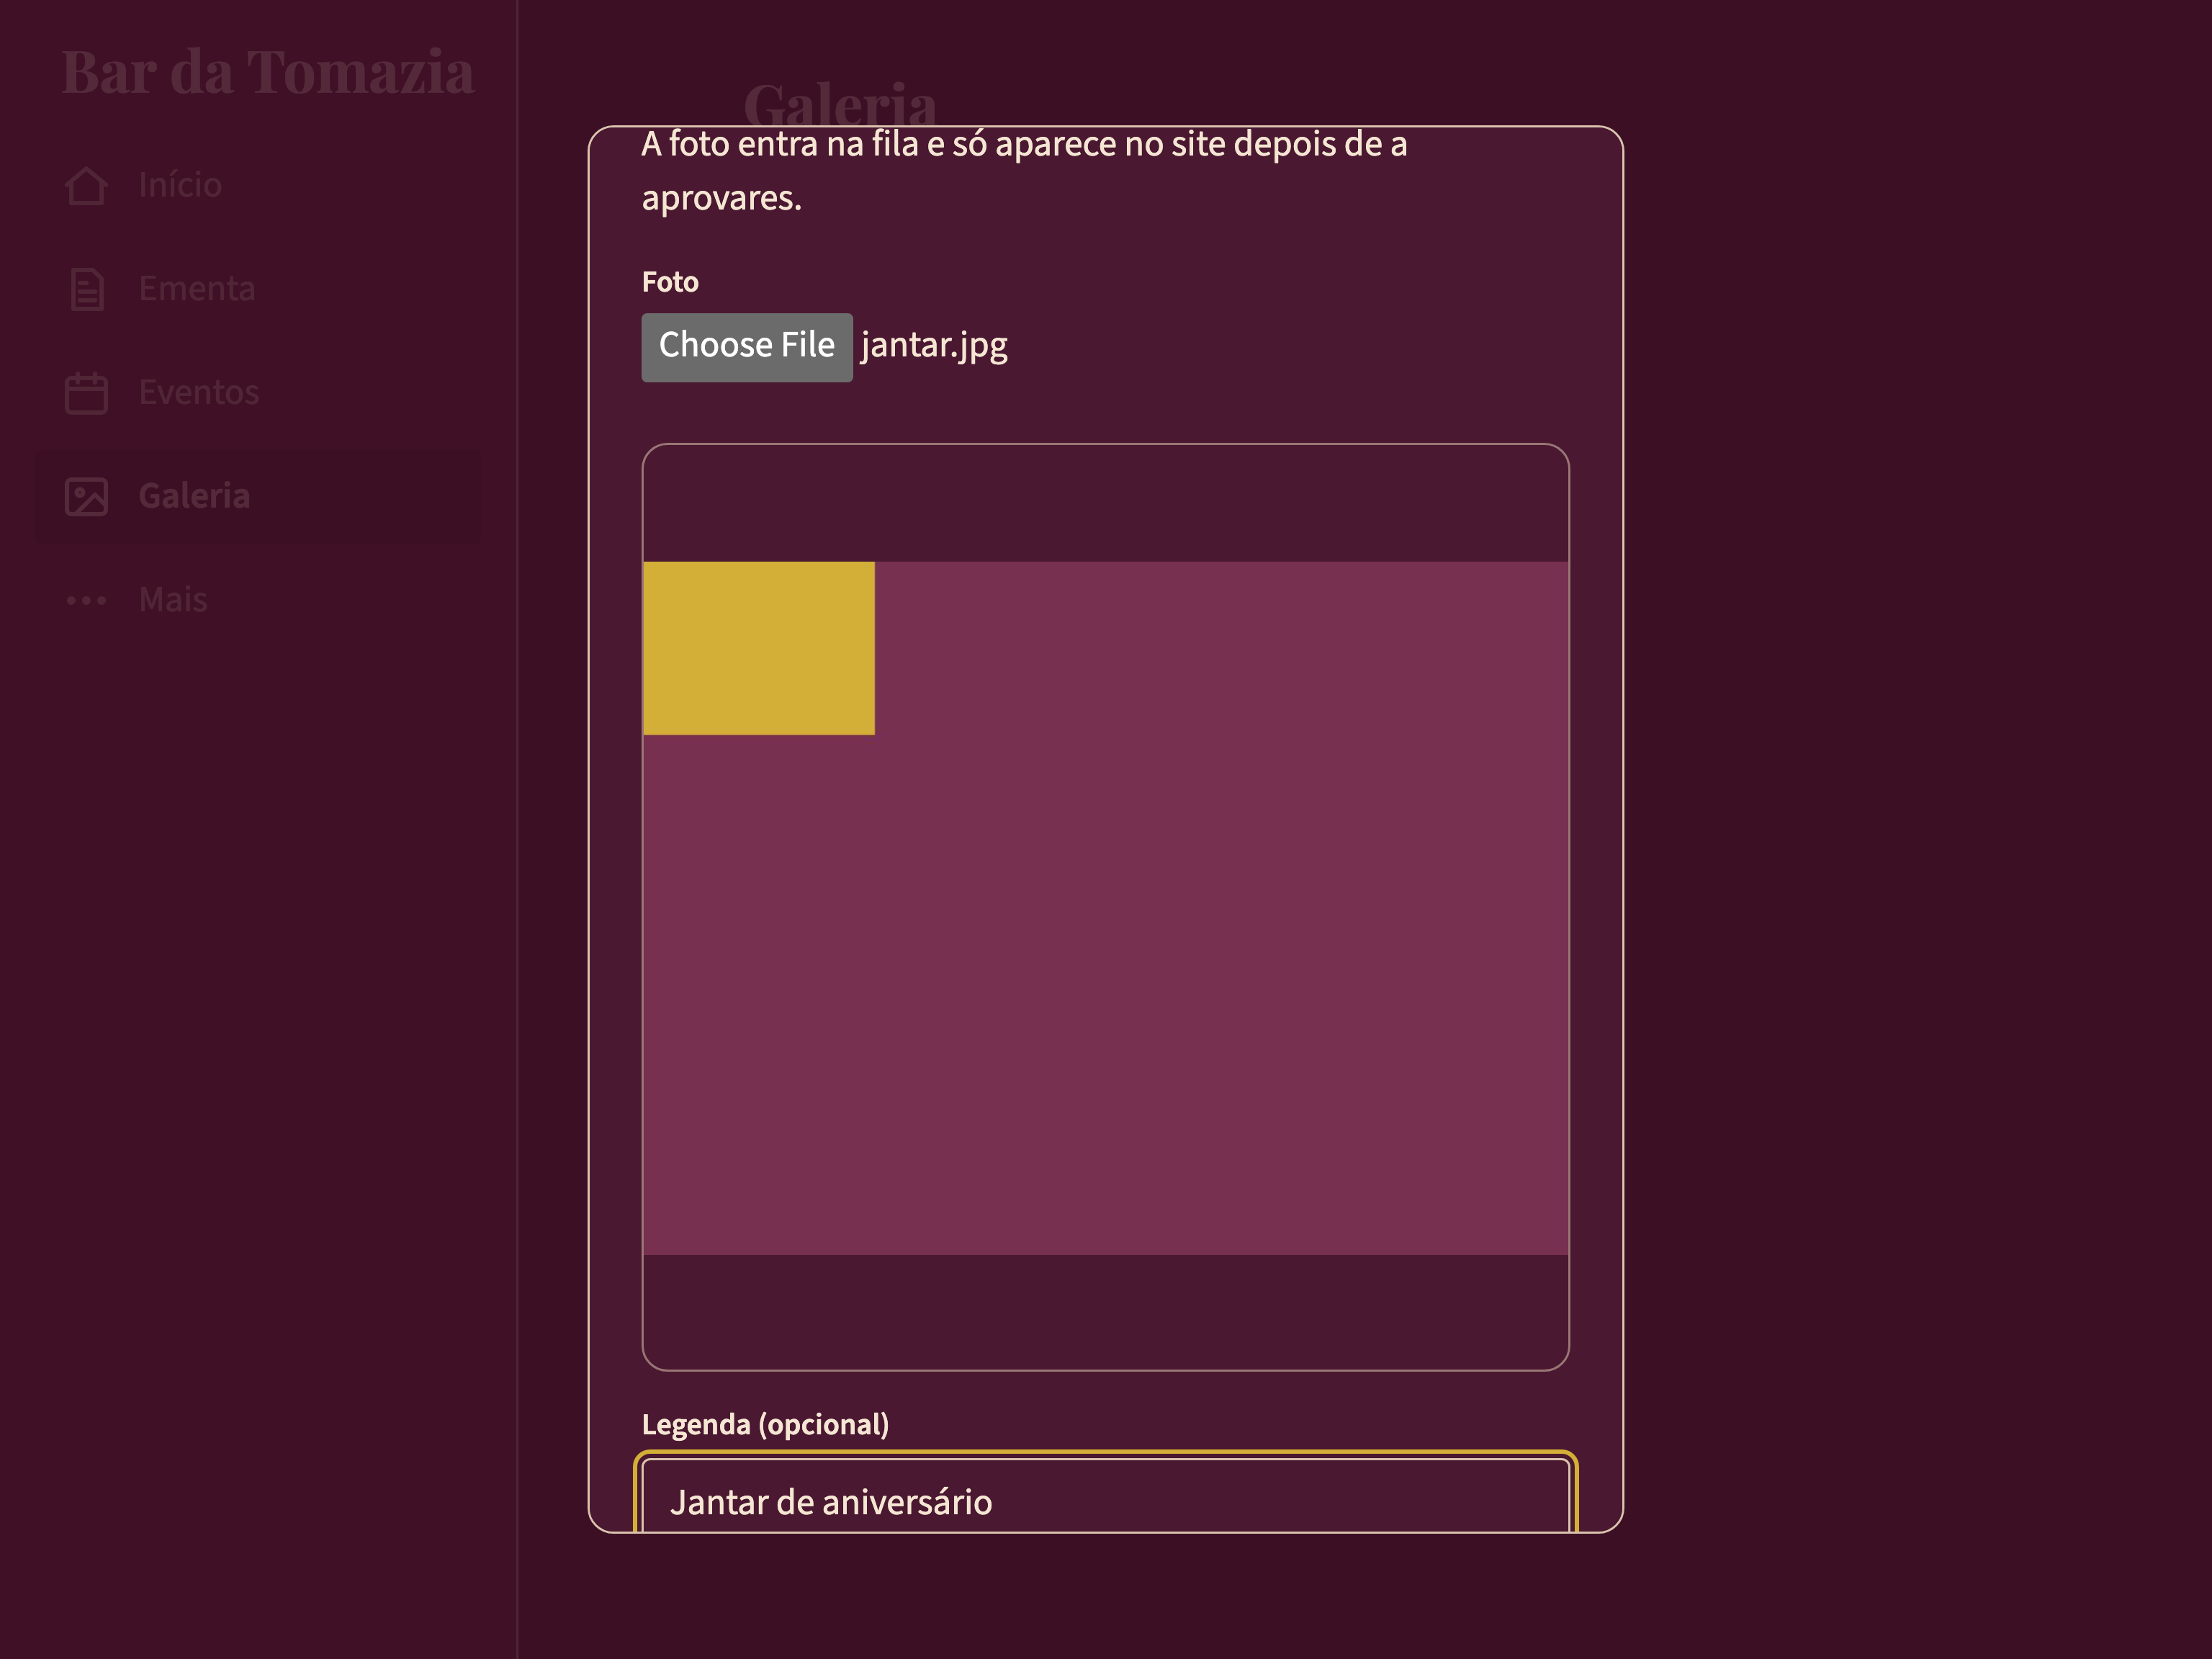 Bar da Tomazia
Início
Ementa
Eventos
Galeria
Mais
Galeria
A foto entra na fila e só aparece no site depois de a
aprovares.
Foto
Choose File jantar.jpg
Legenda (opcional)
Jantar de aniversário